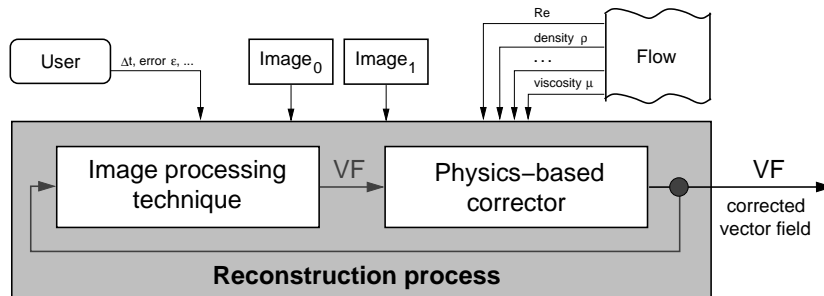 Re
density ρ
...
viscosity μ
Flow
User
Δt, error ε, ...
Image0
Image1
Image processing
technique
VF
Physics−based
corrector
VF
corrected
vector field
Reconstruction process